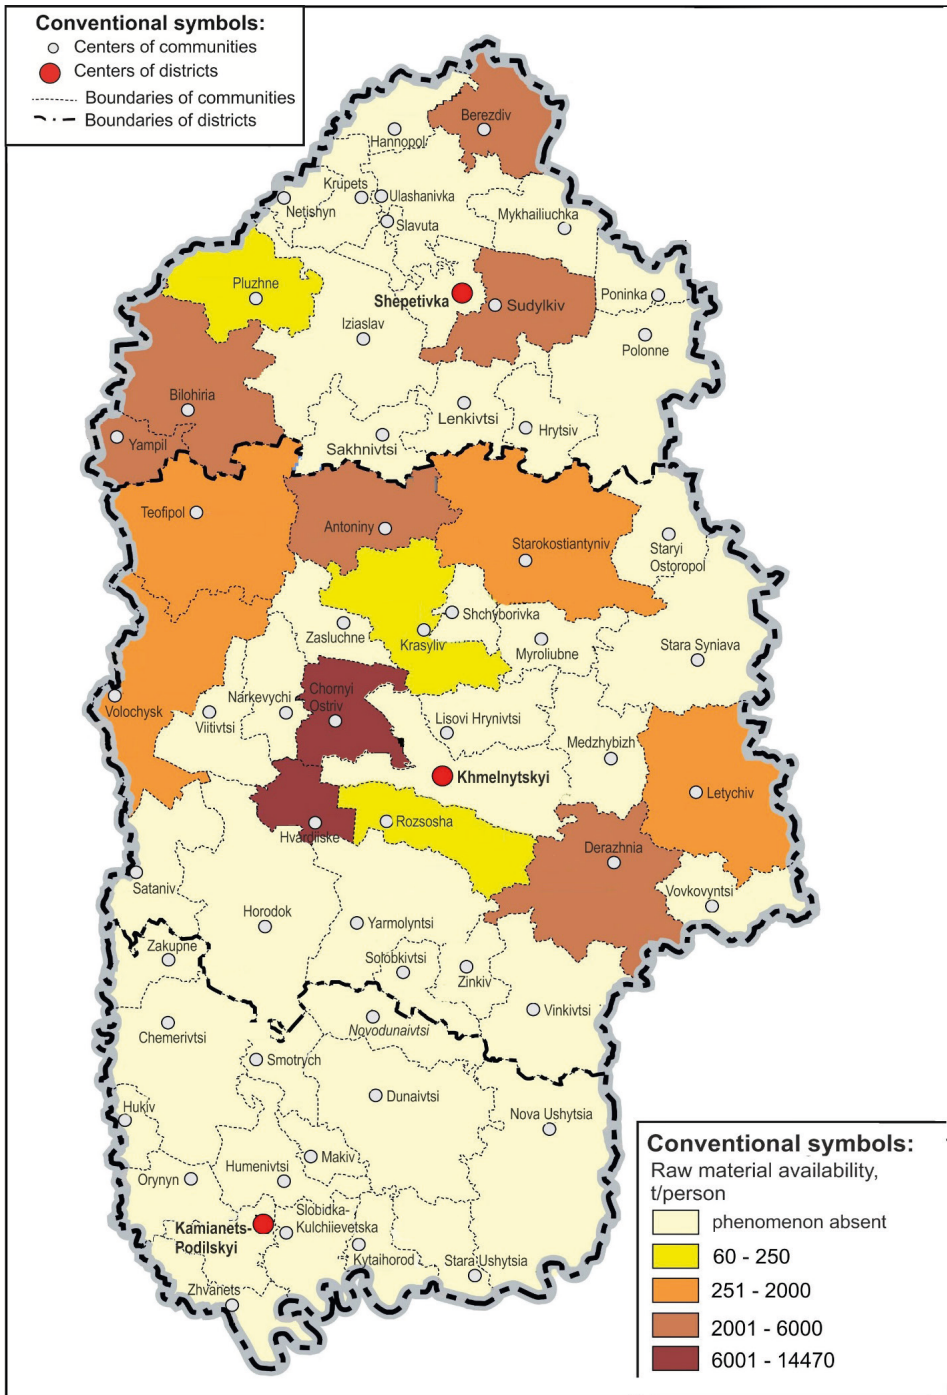 Conventional symbols:
Centers of communities
Centers of districts
Boundaries of communities
Boundaries of districts
Berezdiv
Hannopol
Krupets
Ulashanivka
Netishyn
Slavuta
Mykhailiuchka
Pluzhne
Shepetivka
Sudylkiv
Poninka
Iziaslav
Polonne
Bilohiria
Lenkivtsi
Yampil
Hrytsiv
Sakhnivtsi
Teofipol
Antoniny
Starokostiantyniv
Staryi
Ostoropol
Shchyborivka
Zasluchne
Krasyliv
Myroliubne
Stara Syniava
Narkevychi
Chornyi
Ostriv
Volochysk
Viitivtsi
Lisovi Hrynivtsi
Medzhybizh
Khmelnytskyi
Letychiv
Rozsosha
Hvardiiske
Derazhnia
Sataniv
Vovkovyntsi
Horodok
Yarmolyntsi
Zakupne
Solobkivtsi
Zinkiv
Vinkivtsi
Chemerivtsi
Novodunaivtsi
Smotrych
Dunaivtsi
Hukiv
Nova Ushytsia
Makiv
Orynyn
Humenivtsi
Slobidka-
Kulchiievetska
Kamianets-
Podilskyi
Kytaihorod
Stara Ushytsia
Zhvanets
Conventional symbols:
Raw material availability,
t/person
phenomenon absent
60 - 250
251 - 2000
2001 - 6000
6001 - 14470